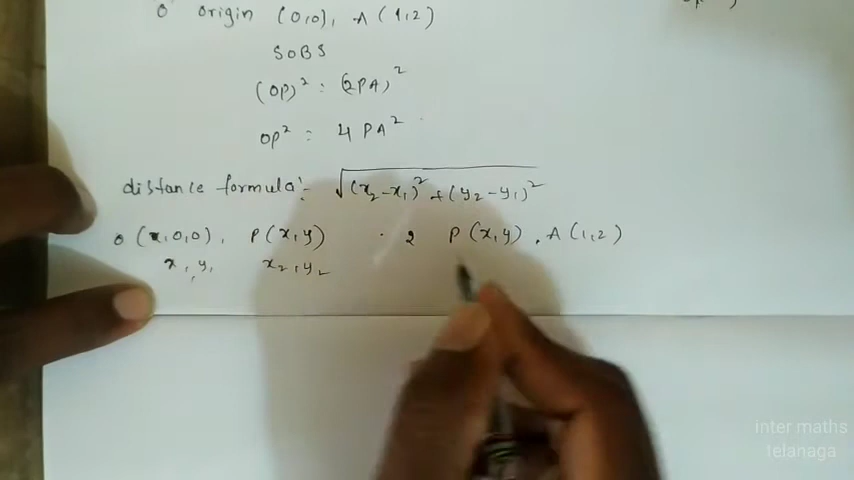 O origin (0,0), A(1,2)
SOBS
(OP)² = (2PA)²
OP² = 4 PA²
distance formula:- √(x₂-x₁)²+(y₂-y₁)²
O(0,0), P(x,y) 2 P(x,y), A(1,2)
x₁,y₁ x₂,y₂
inter maths
telanaga